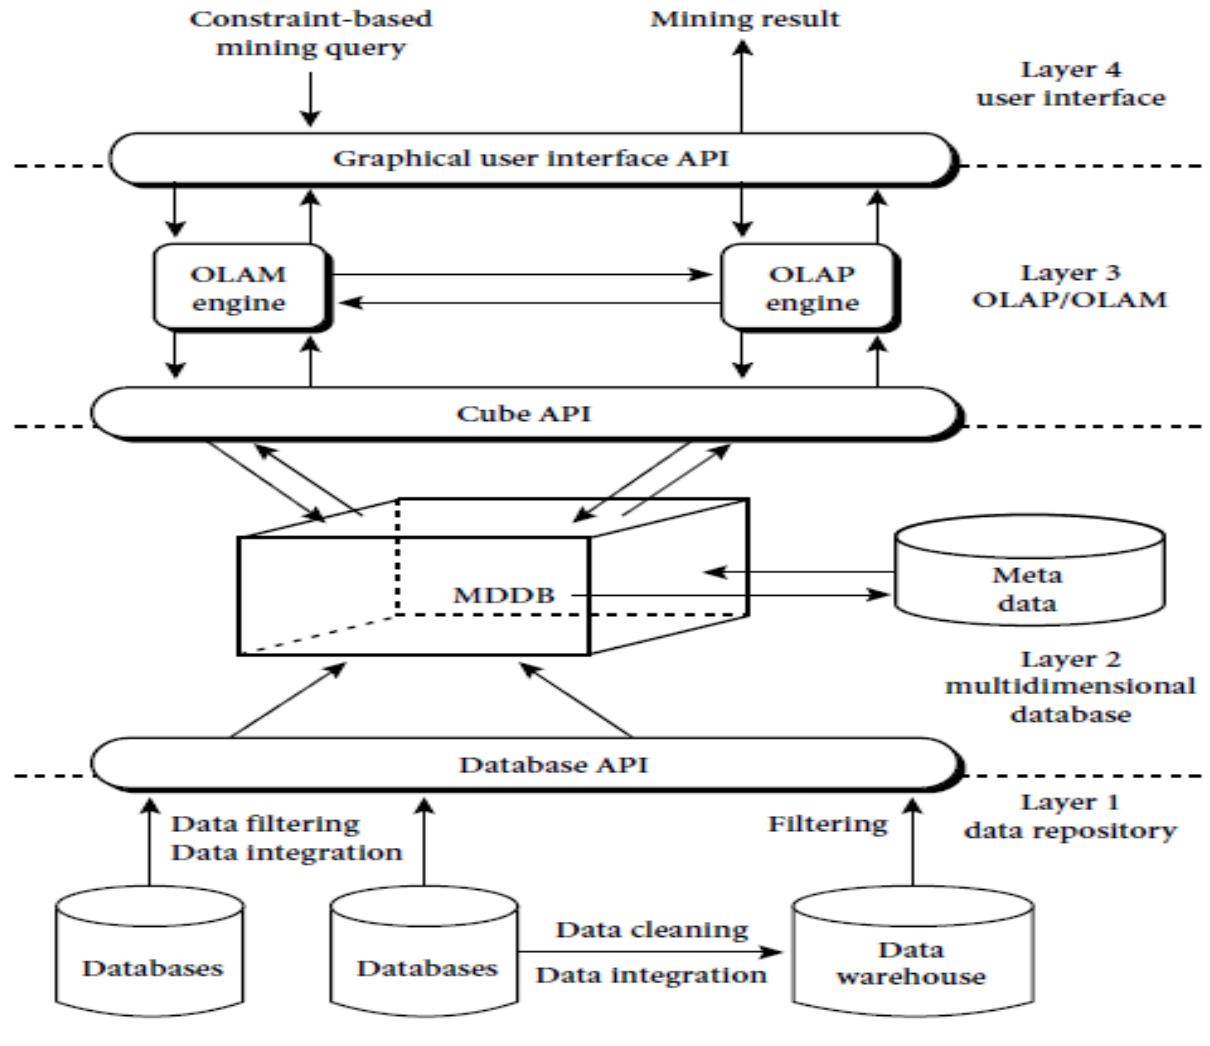 Constraint-based
mining query
Mining result
Layer 4
user interface
Graphical user interface API
OLAM
engine
OLAP
engine
Layer 3
OLAP/OLAM
Cube API
MDDB
Meta
data
Layer 2
multidimensional
database
Database API
Layer 1
data repository
Data filtering
Data integration
Filtering
Databases
Databases
Data cleaning
Data integration
Data
warehouse